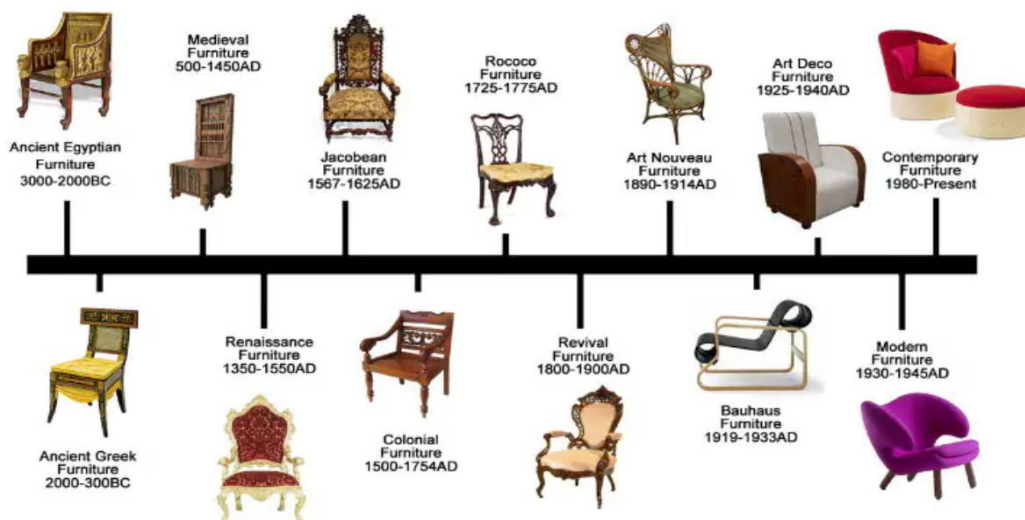 Ancient Egyptian
Furniture
3000-2000BC
Medieval
Furniture
500-1450AD
Jacobean
Furniture
1567-1625AD
Rococo
Furniture
1725-1775AD
Art Nouveau
Furniture
1890-1914AD
Art Deco
Furniture
1925-1940AD
Contemporary
Furniture
1980-Present
Ancient Greek
Furniture
2000-300BC
Renaissance
Furniture
1350-1550AD
Colonial
Furniture
1500-1754AD
Revival
Furniture
1800-1900AD
Bauhaus
Furniture
1919-1933AD
Modern
Furniture
1930-1945AD